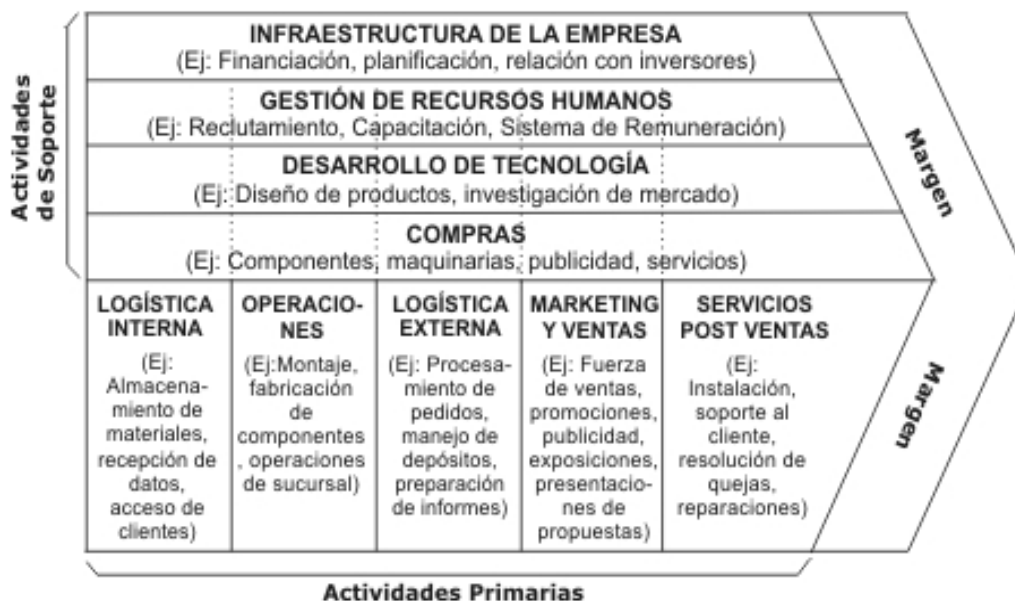 Actividades
de Soporte
INFRAESTRUCTURA DE LA EMPRESA
(Ej: Financiación, planificación, relación con inversores)
GESTIÓN DE RECURSOS HUMANOS
(Ej: Reclutamiento, Capacitación, Sistema de Remuneración)
DESARROLLO DE TECNOLOGÍA
(Ej: Diseño de productos, investigación de mercado)
COMPRAS
(Ej: Componentes, maquinarias, publicidad, servicios)
LOGÍSTICA
INTERNA
(Ej:
Almacena-
miento de
materiales,
recepción de
datos,
acceso de
clientes)
OPERACIO-
NES
(Ej:Montaje,
fabricación
de
componentes
, operaciones
de sucursal)
LOGÍSTICA
EXTERNA
(Ej: Procesa-
miento de
pedidos,
manejo de
depósitos,
preparación
de informes)
MARKETING
Y VENTAS
(Ej: Fuerza
de ventas,
promociones,
publicidad,
exposiciones,
presentacio-
nes de
propuestas)
SERVICIOS
POST VENTAS
(Ej:
Instalación,
soporte al
cliente,
resolución de
quejas,
reparaciones)
Margen
Margen
Actividades Primarias